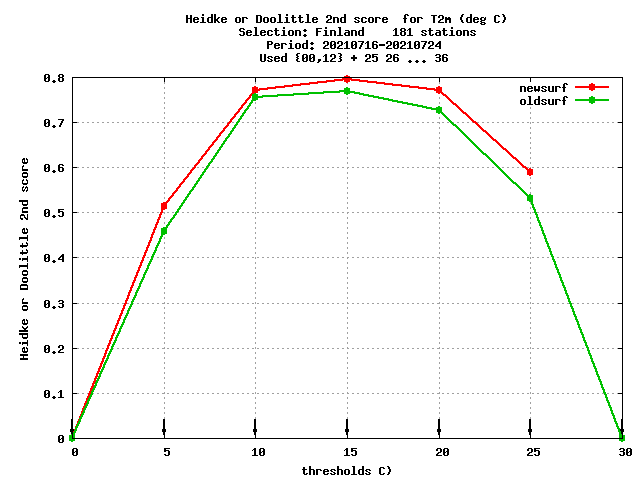 Heidke or Doolittle 2nd score  for T2m (deg C)
Selection: Finland    181 stations
Period: 20210716-20210724
Used {00,12} + 25 26 ... 36
newsurf
oldsurf
Heidke or Doolittle 2nd score
0.8
0.7
0.6
0.5
0.4
0.3
0.2
0.1
0
0 5 10 15 20 25 30
thresholds C)